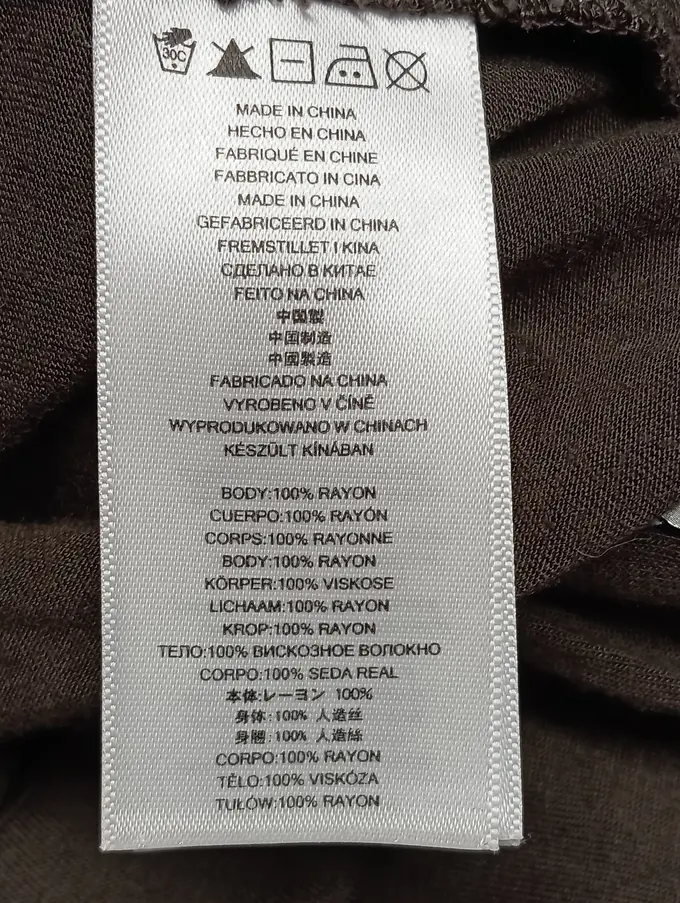 30C
MADE IN CHINA
HECHO EN CHINA
FABRIQUÉ EN CHINE
FABBRICATO IN CINA
MADE IN CHINA
GEFABRICEERD IN CHINA
FREMSTILLET I KINA
СДЕЛАНО В КИТАЕ
FEITO NA CHINA
中国製
中国制造
中國製造
FABRICADO NA CHINA
VYROBENO V ČÍNĚ
WYPRODUKOWANO W CHINACH
KÉSZÜLT KÍNÁBAN
BODY:100% RAYON
CUERPO:100% RAYÓN
CORPS:100% RAYONNE
BODY:100% RAYON
KÖRPER:100% VISKOSE
LICHAAM:100% RAYON
KROP:100% RAYON
ТЕЛО:100% ВИСКОЗНОЕ ВОЛОКНО
CORPO:100% SEDA REAL
本体:レーヨン 100%
身体:100% 人造丝
身體:100% 人造絲
CORPO:100% RAYON
TĚLO:100% VISKÓZA
TUŁÓW:100% RAYON